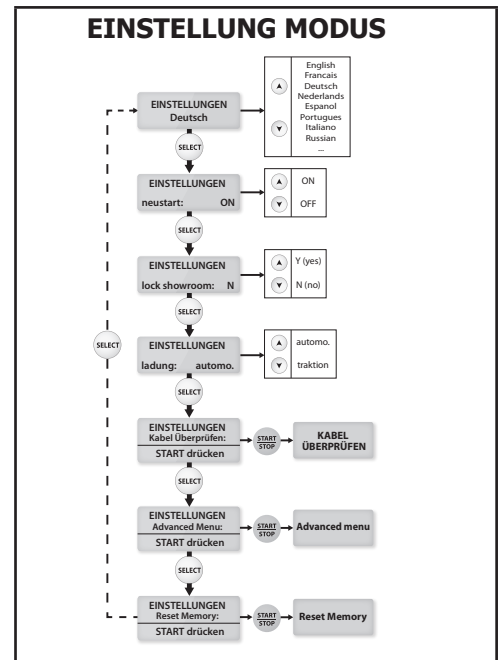 EINSTELLUNG MODUS
EINSTELLUNGEN
Deutsch
English
Francais
Deutsch
Nederlands
Espanol
Portugues
Italiano
Russian
...
SELECT
EINSTELLUNGEN
neustart: ON
ON
OFF
SELECT
EINSTELLUNGEN
lock showroom: N
Y (yes)
N (no)
SELECT
SELECT
EINSTELLUNGEN
ladung: automo.
automo.
traktion
SELECT
EINSTELLUNGEN
Kabel Überprüfen:
START drücken
START
STOP
KABEL
ÜBERPRÜFEN
SELECT
EINSTELLUNGEN
Advanced Menu:
START drücken
START
STOP
Advanced menu
SELECT
EINSTELLUNGEN
Reset Memory:
START drücken
START
STOP
Reset Memory